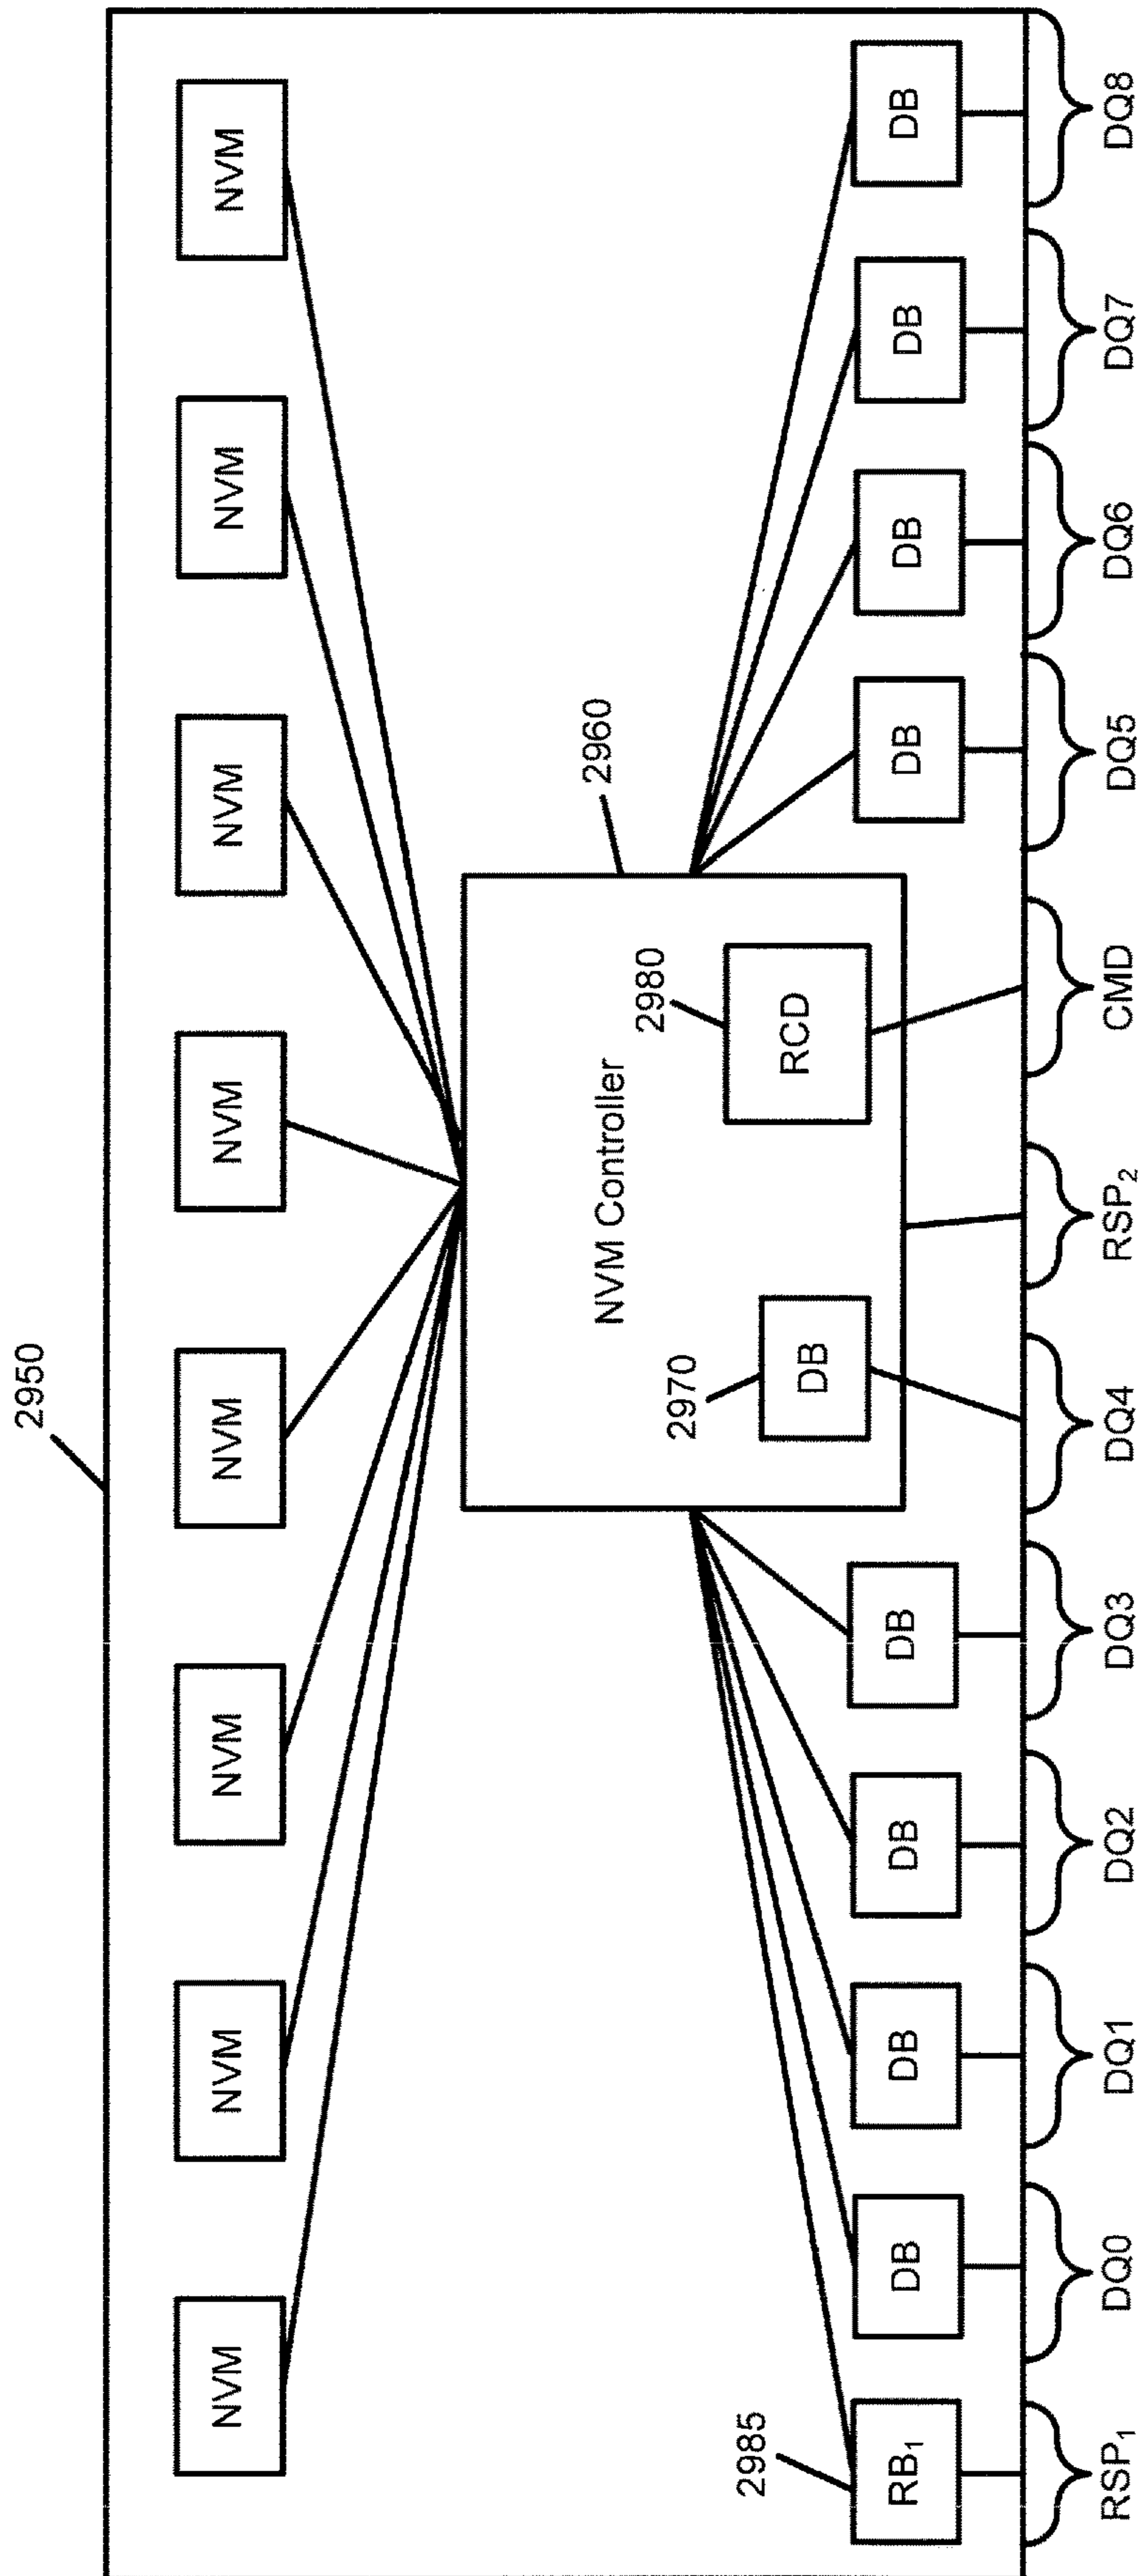 2950
NVM
NVM
NVM
NVM
NVM
NVM
NVM
NVM
2960
NVM Controller
2970
2980
DB
RCD
2985
RB₁
DB
DB
DB
DB
DB
DB
DB
DB
RSP₁
DQ0
DQ1
DQ2
DQ3
DQ4
RSP₂
CMD
DQ5
DQ6
DQ7
DQ8